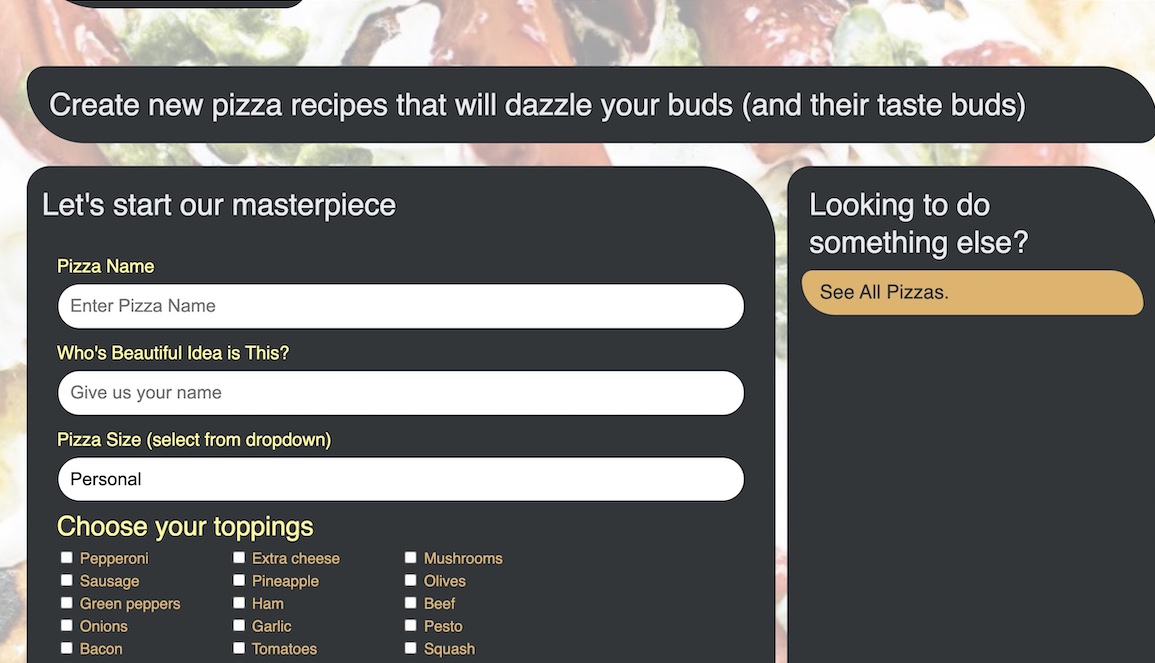 Create new pizza recipes that will dazzle your buds (and their taste buds)
Let's start our masterpiece
Pizza Name
Enter Pizza Name
Who's Beautiful Idea is This?
Give us your name
Pizza Size (select from dropdown)
Personal
Choose your toppings
Pepperoni
Extra cheese
Mushrooms
Sausage
Pineapple
Olives
Green peppers
Ham
Beef
Onions
Garlic
Pesto
Bacon
Tomatoes
Squash
Looking to do
something else?
See All Pizzas.